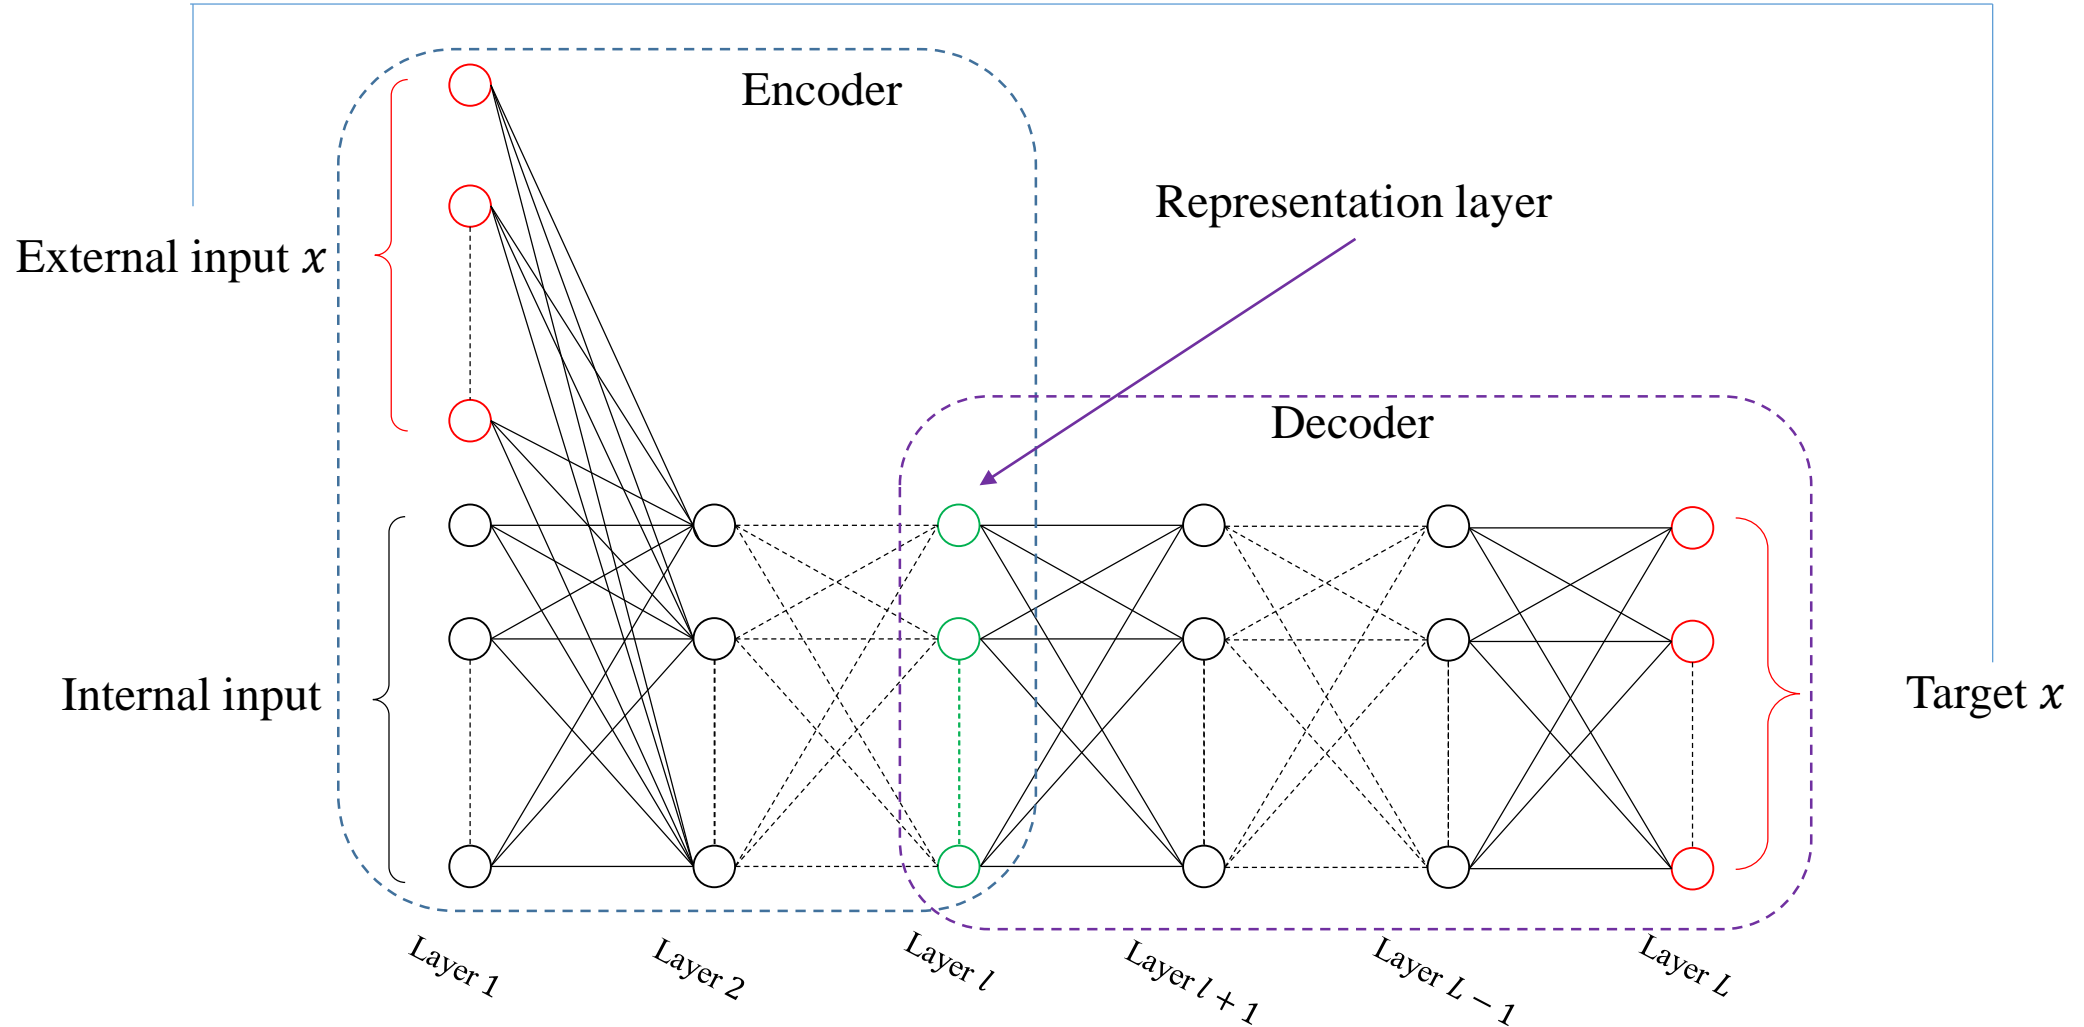 Encoder
Representation layer
External input x
Decoder
Internal input
Target x
Layer 1
Layer 2
Layer l
Layer l + 1
Layer L − 1
Layer L